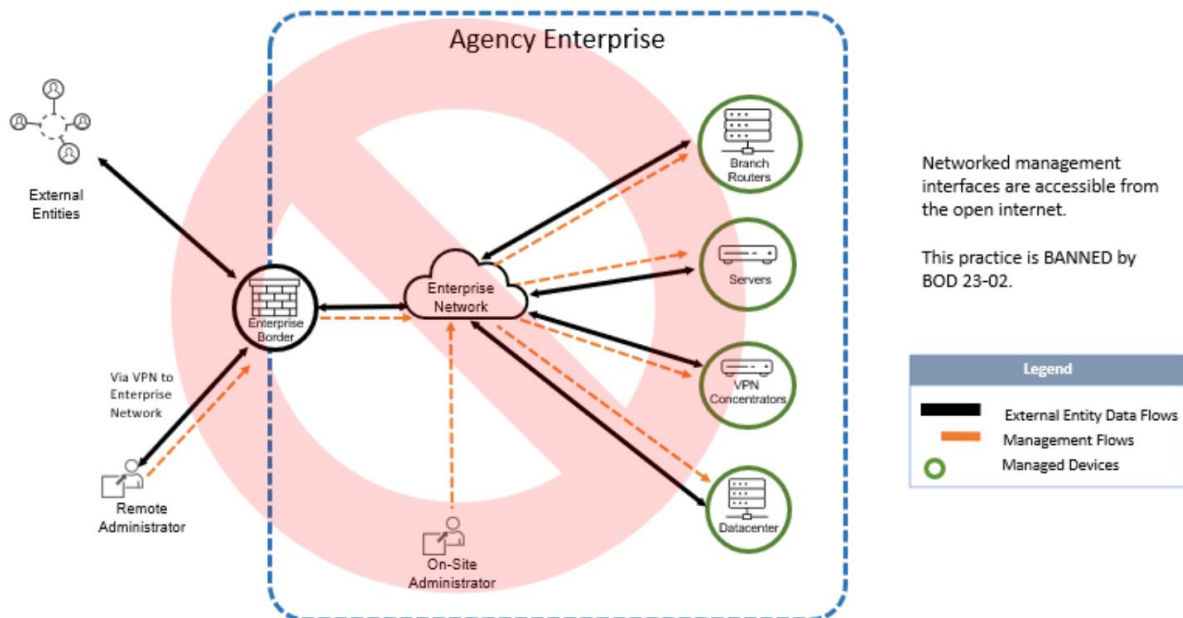 Agency Enterprise
External
Entities
Branch
Routers
Servers
Enterprise
Network
Enterprise
Border
VPN
Concentrators
Via VPN to
Enterprise
Network
Remote
Administrator
On-Site
Administrator
Datacenter
Networked management
interfaces are accessible from
the open internet.
This practice is BANNED by
BOD 23-02.
Legend
External Entity Data Flows
Management Flows
Managed Devices